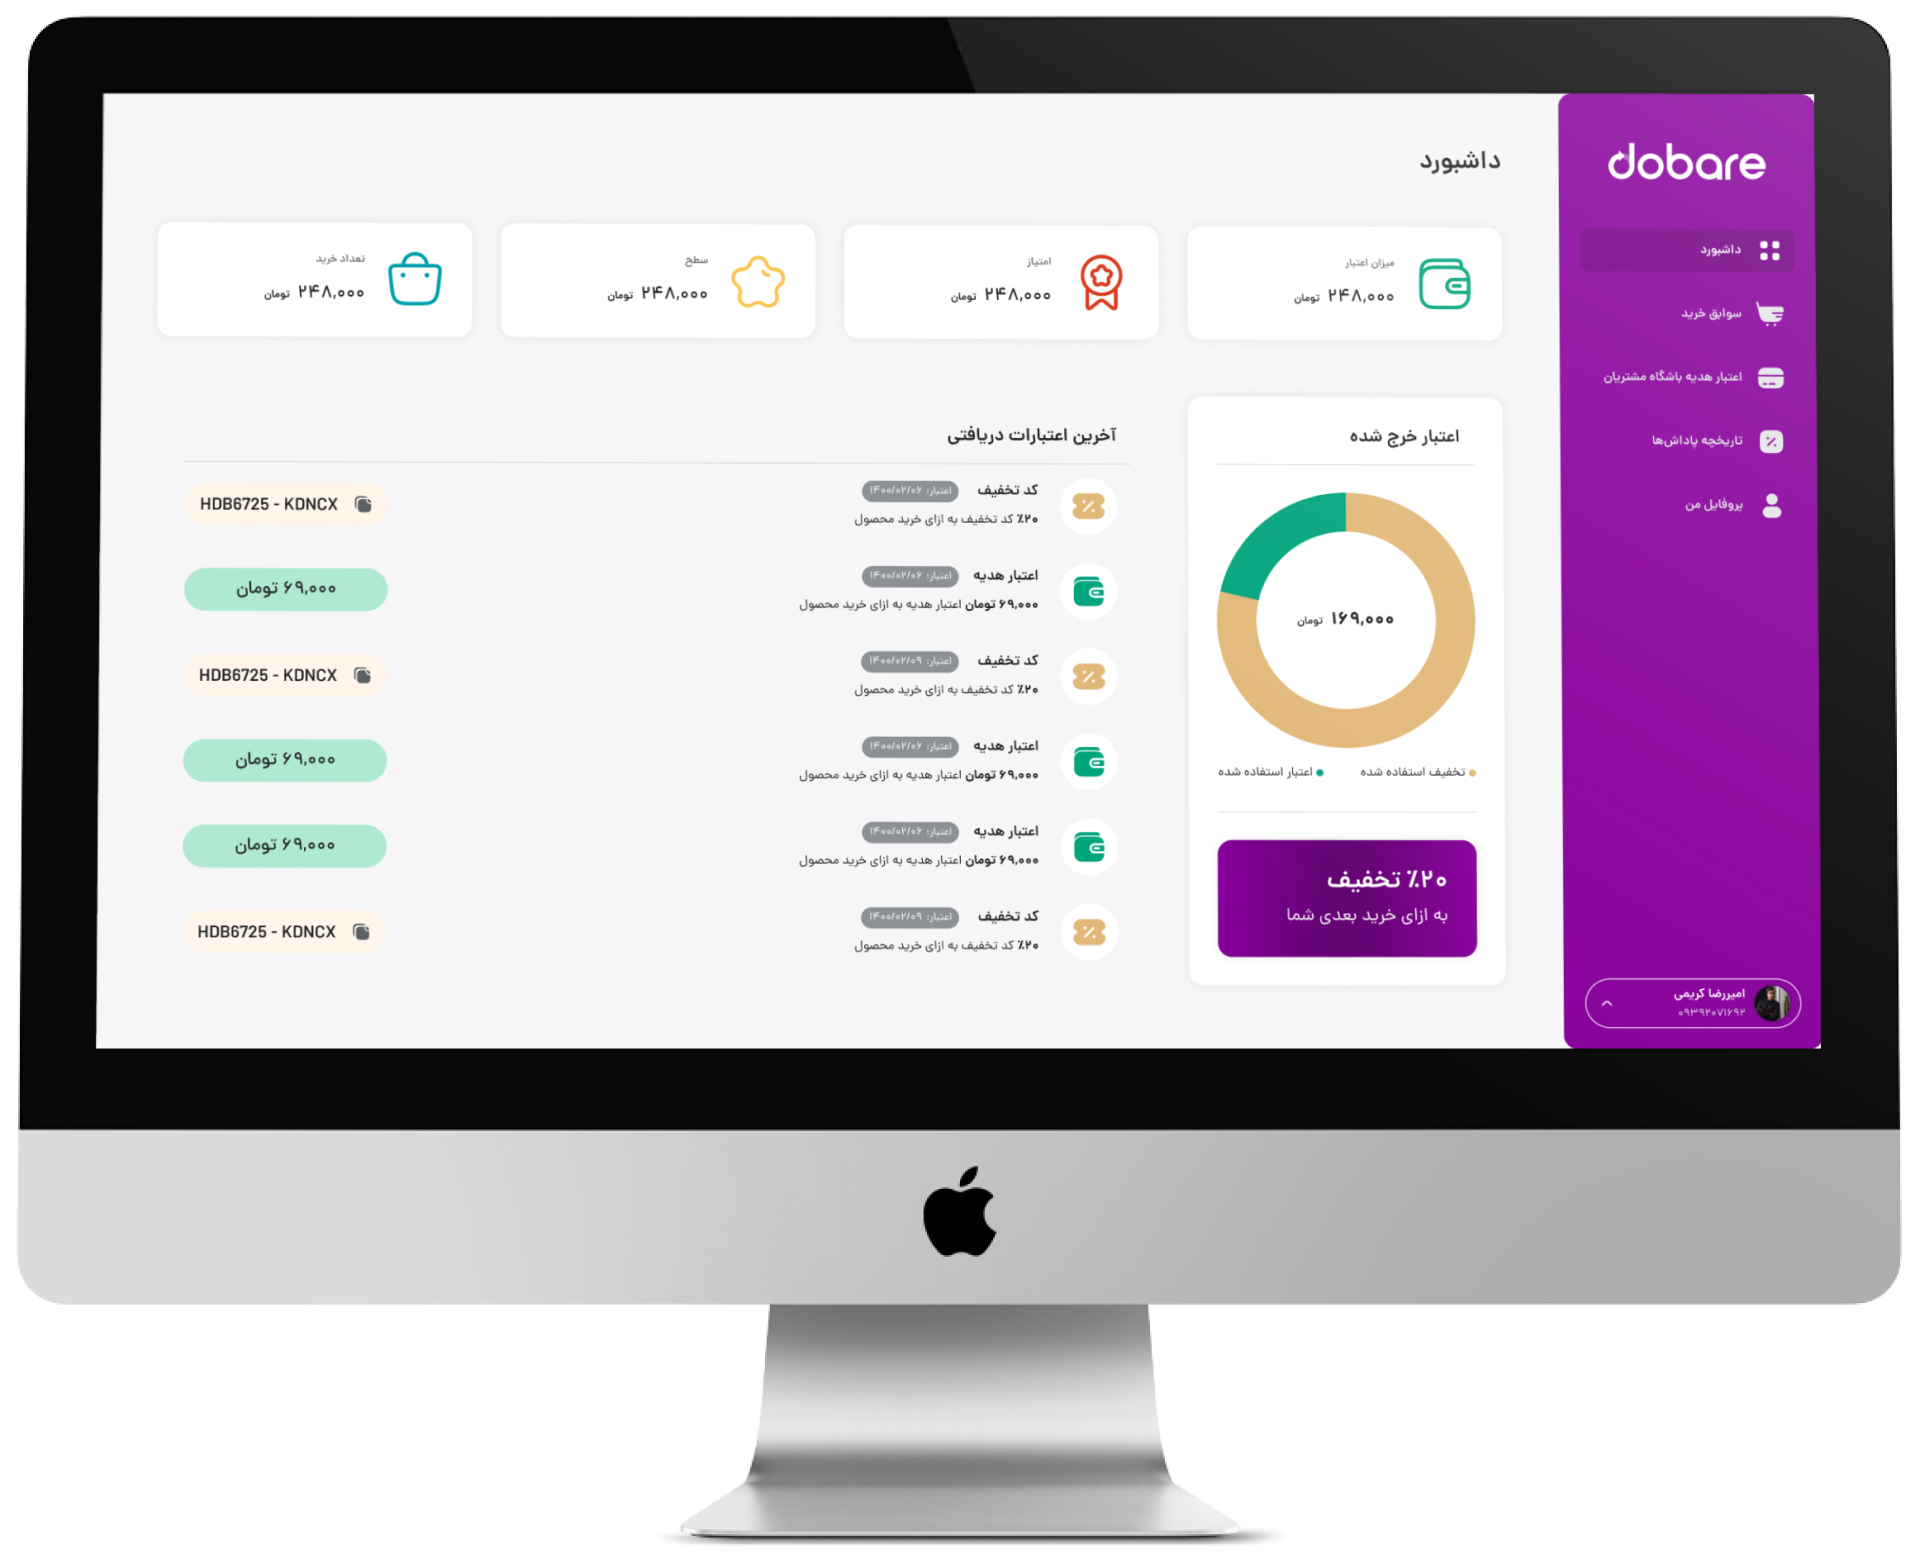 dobare
داشبورد
سوابق خرید
اعتبار هدیه باشگاه مشتریان
تاریخچه پاداش‌ها
پروفایل من
امیررضا کریمی
۰۹۳۹۲۰۷۱۶۹۲
داشبورد
میزان اعتبار
۲۴۸,۰۰۰ تومان
امتیاز
۲۴۸,۰۰۰ تومان
سطح
۲۴۸,۰۰۰ تومان
تعداد خرید
۲۴۸,۰۰۰ تومان
اعتبار خرج شده
۱۶۹,۰۰۰ تومان
تخفیف استفاده شده
اعتبار استفاده شده
۲۰٪ تخفیف
به ازای خرید بعدی شما
آخرین اعتبارات دریافتی
کد تخفیف اعتبار: ۱۴۰۰/۰۲/۰۶
۲۰٪ کد تخفیف به ازای خرید محصول
HDB6725 - KDNCX
اعتبار هدیه اعتبار: ۱۴۰۰/۰۲/۰۶
۶۹,۰۰۰ تومان اعتبار هدیه به ازای خرید محصول
۶۹,۰۰۰ تومان
کد تخفیف اعتبار: ۱۴۰۰/۰۲/۰۹
۲۰٪ کد تخفیف به ازای خرید محصول
HDB6725 - KDNCX
اعتبار هدیه اعتبار: ۱۴۰۰/۰۲/۰۶
۶۹,۰۰۰ تومان اعتبار هدیه به ازای خرید محصول
۶۹,۰۰۰ تومان
اعتبار هدیه اعتبار: ۱۴۰۰/۰۲/۰۶
۶۹,۰۰۰ تومان اعتبار هدیه به ازای خرید محصول
۶۹,۰۰۰ تومان
کد تخفیف اعتبار: ۱۴۰۰/۰۲/۰۹
۲۰٪ کد تخفیف به ازای خرید محصول
HDB6725 - KDNCX